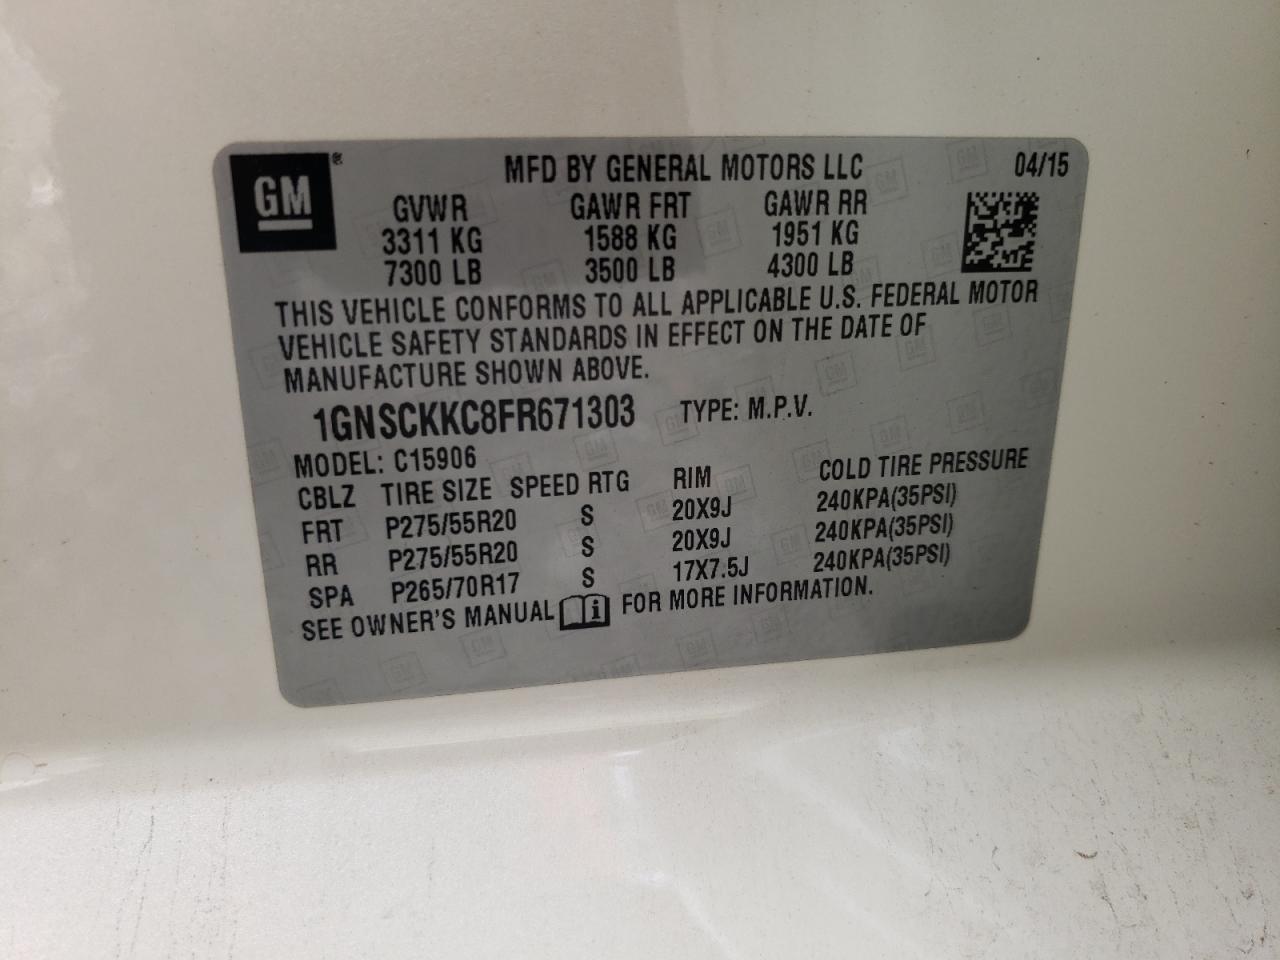 GM®
MFD BY GENERAL MOTORS LLC 04/15
GVWR GAWR FRT GAWR RR
3311 KG 1588 KG 1951 KG
7300 LB 3500 LB 4300 LB
THIS VEHICLE CONFORMS TO ALL APPLICABLE U.S. FEDERAL MOTOR
VEHICLE SAFETY STANDARDS IN EFFECT ON THE DATE OF
MANUFACTURE SHOWN ABOVE.
1GNSCKKC8FR671303 TYPE: M.P.V.
MODEL: C15906
CBLZ TIRE SIZE SPEED RTG RIM COLD TIRE PRESSURE
FRT P275/55R20 S 20X9J 240KPA(35PSI)
RR P275/55R20 S 20X9J 240KPA(35PSI)
SPA P265/70R17 S 17X7.5J 240KPA(35PSI)
SEE OWNER'S MANUAL i FOR MORE INFORMATION.